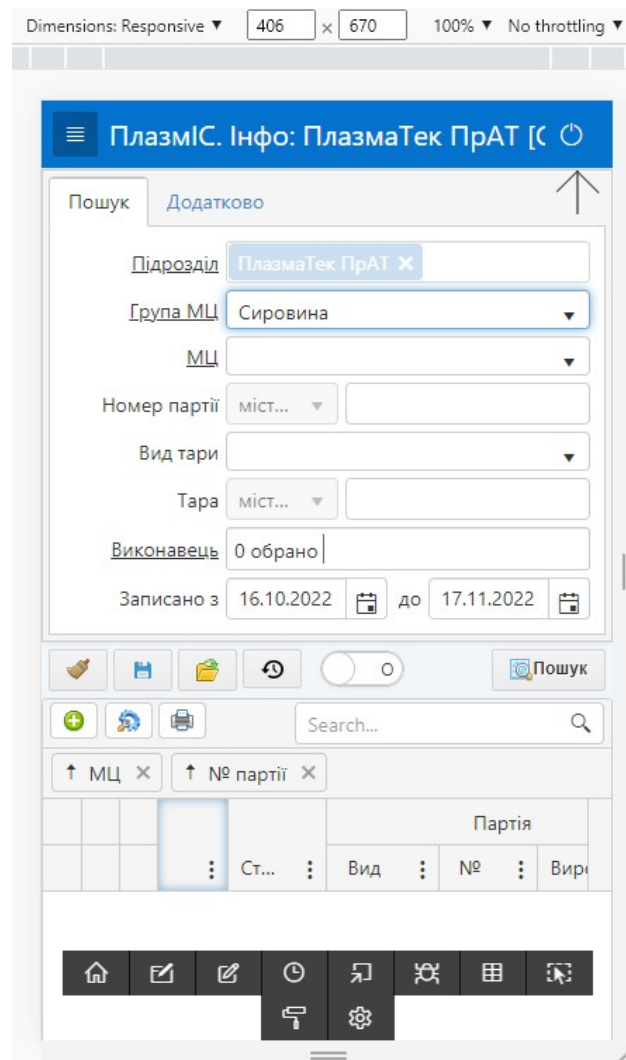 Dimensions: Responsive ▼ 406 × 670 100% ▼ No throttling ▼
ПлазмІС. Інфо: ПлазмаТек ПрАТ [С
Пошук Додатково
Підрозділ ПлазмаТек ПрАТ ×
Група МЦ Сировина
МЦ
Номер партії міст...
Вид тари
Тара міст...
Виконавець 0 обрано
Записано з 16.10.2022 до 17.11.2022
O Пошук
Search...
↑ МЦ × ↑ № партії ×
Партія
Ст... Вид № Виро